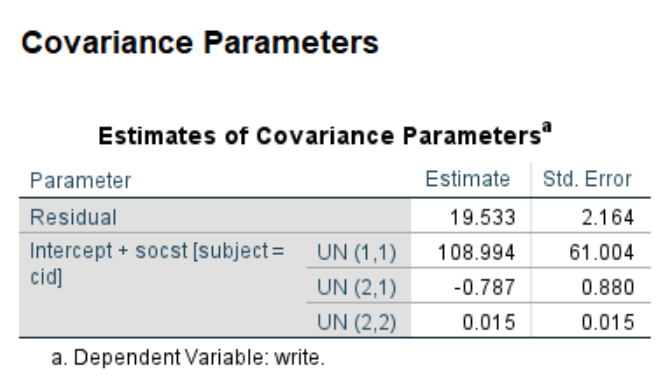 Covariance Parameters
Estimates of Covariance Parametersa
Parameter Estimate Std. Error
Residual 19.533 2.164
Intercept + socst [subject = cid] UN (1,1) 108.994 61.004
UN (2,1) -0.787 0.880
UN (2,2) 0.015 0.015
a. Dependent Variable: write.